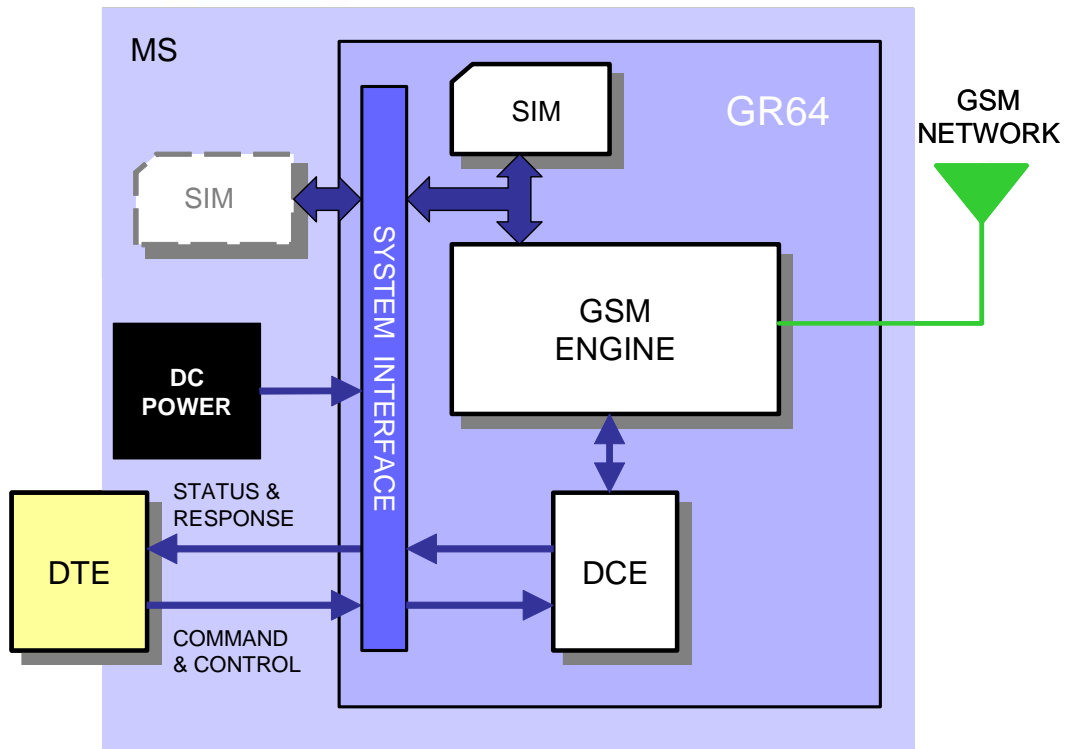 MS
SIM
GR64
GSM
NETWORK
SIM
SYSTEM INTERFACE
GSM
ENGINE
DC
POWER
STATUS &
RESPONSE
DTE
DCE
COMMAND
& CONTROL